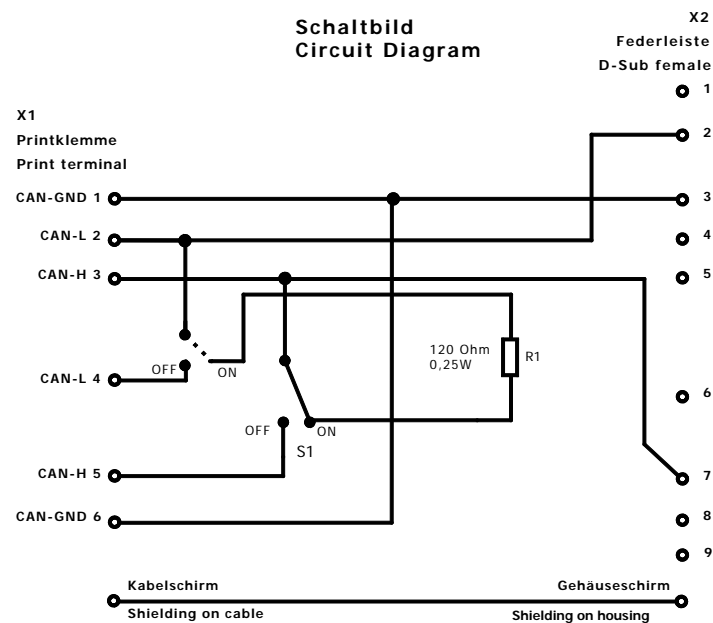 Schaltbild
Circuit Diagram
X2
Federleiste
D-Sub female
1
X1
Printklemme
Print terminal
2
CAN-GND 1
3
CAN-L 2
4
CAN-H 3
5
120 Ohm
0,25W
R1
OFF
ON
CAN-L 4
6
OFF
ON
S1
CAN-H 5
7
CAN-GND 6
8
9
Kabelschirm
Gehäuseschirm
Shielding on cable
Shielding on housing